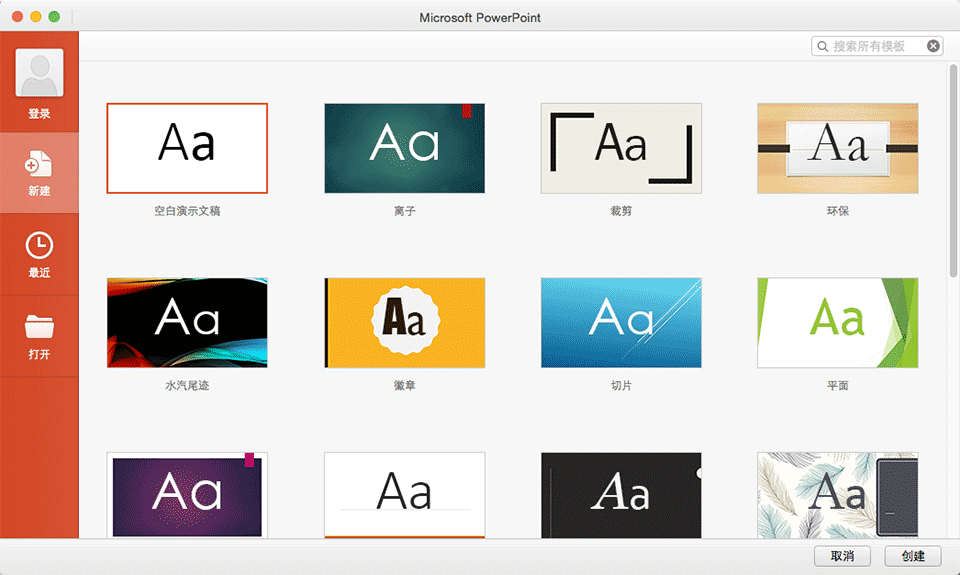 Microsoft PowerPoint
搜索所有模板
登录
新建
最近
打开
Aa
Aa
Aa
Aa
空白演示文稿
离子
裁剪
环保
Aa
Aa
Aa
Aa
水汽尾迹
徽章
切片
平面
Aa
Aa
Aa
Aa
取消
创建